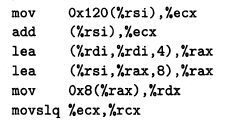 mov 0x120(%rsi),%ecx
add (%rsi),%ecx
lea (%rdi,%rdi,4),%rax
lea (%rsi,%rax,8),%rax
mov 0x8(%rax),%rdx
movslq %ecx,%rcx